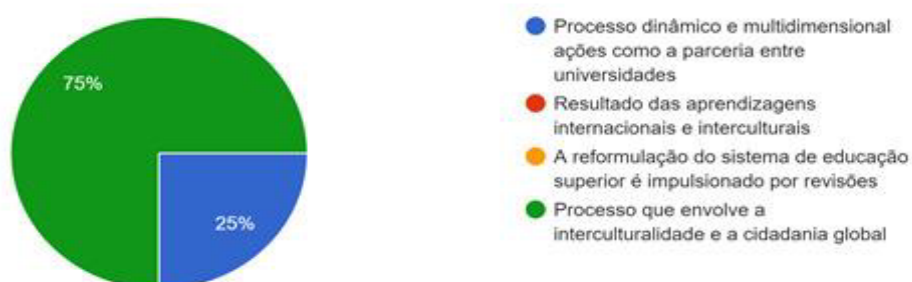 75%
25%
Processo dinâmico e multidimensional
ações como a parceria entre
universidades
Resultado das aprendizagens
internacionais e interculturais
A reformulação do sistema de educação
superior é impulsionado por revisões
Processo que envolve a
interculturalidade e a cidadania global